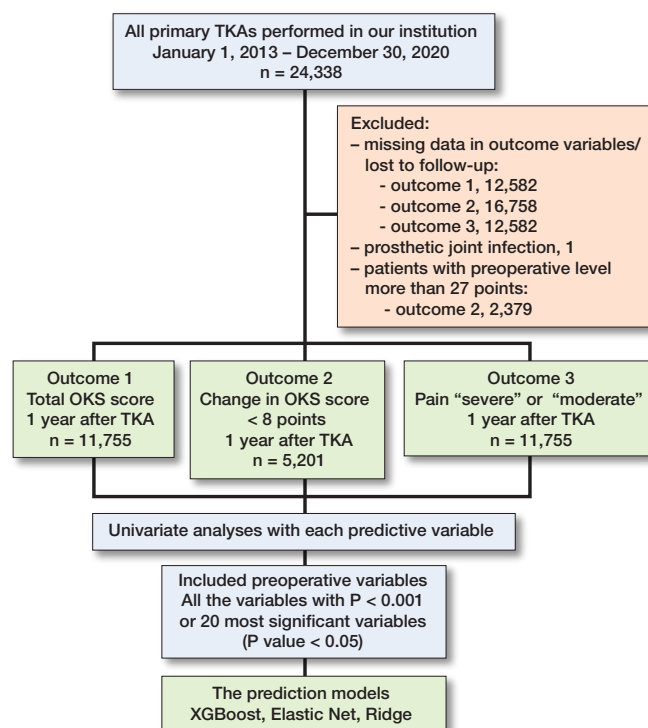 All primary TKAs performed in our institution
January 1, 2013 – December 30, 2020
n = 24,338
Excluded:
– missing data in outcome variables/
lost to follow-up:
- outcome 1, 12,582
- outcome 2, 16,758
- outcome 3, 12,582
– prosthetic joint infection, 1
– patients with preoperative level
more than 27 points:
- outcome 2, 2,379
Outcome 1
Total OKS score
1 year after TKA
n = 11,755
Outcome 2
Change in OKS score
< 8 points
1 year after TKA
n = 5,201
Outcome 3
Pain “severe” or “moderate”
1 year after TKA
n = 11,755
Univariate analyses with each predictive variable
Included preoperative variables
All the variables with P < 0.001
or 20 most significant variables
(P value < 0.05)
The prediction models
XGBoost, Elastic Net, Ridge